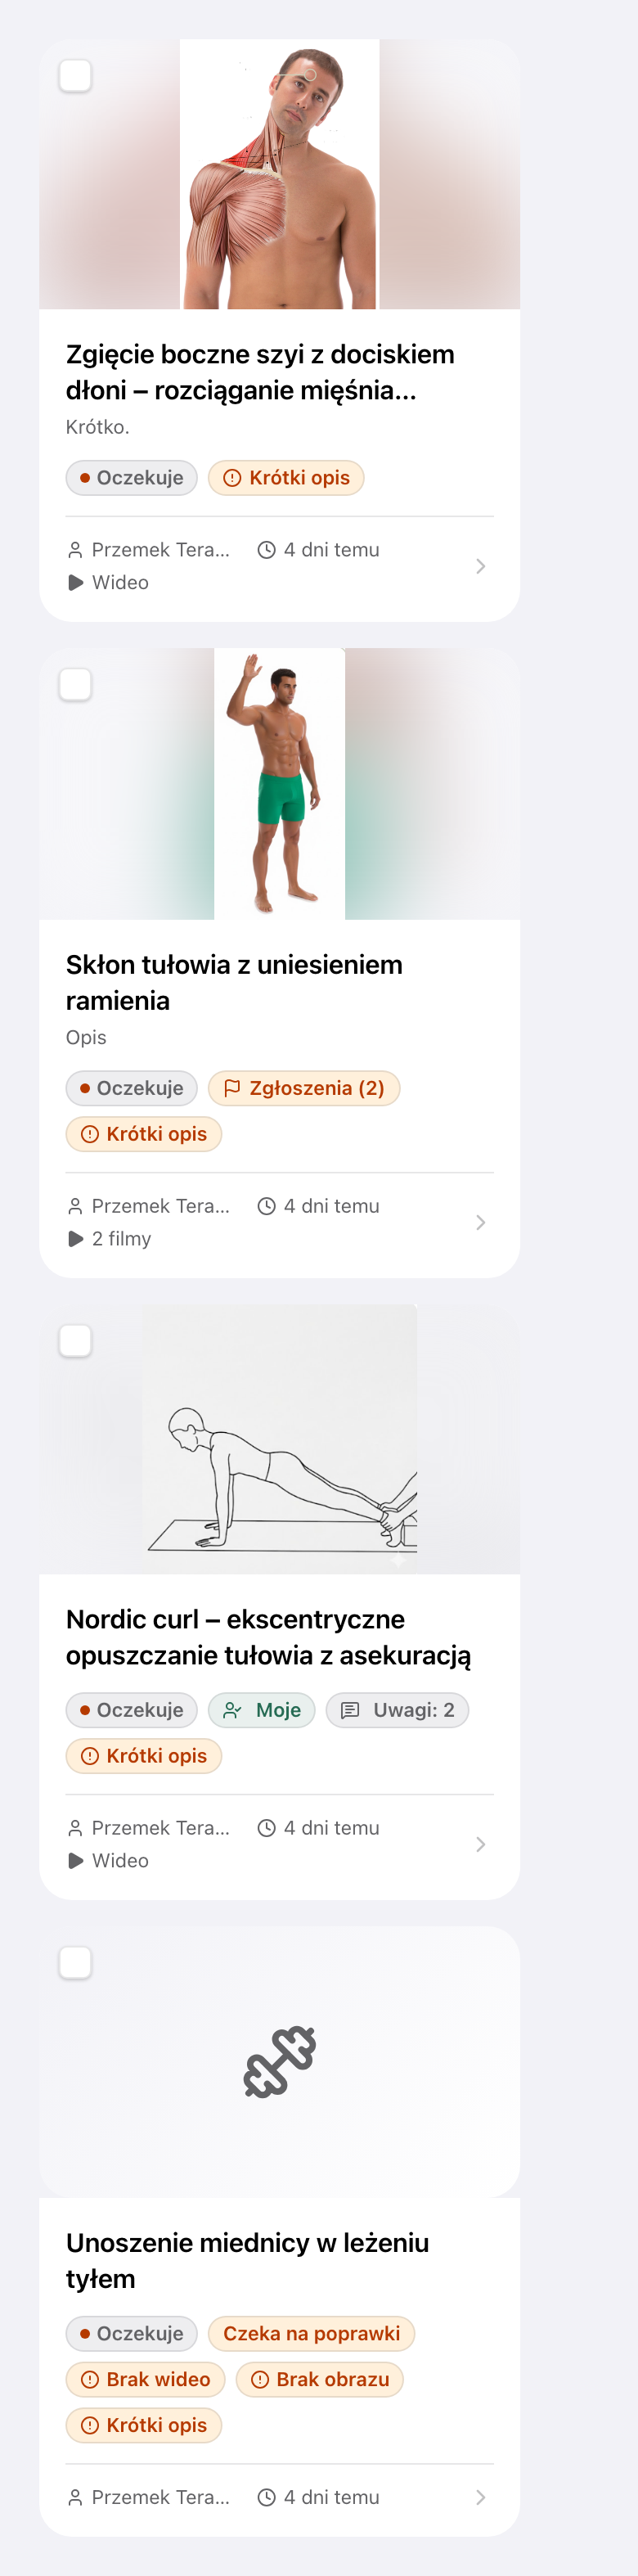 Zgięcie boczne szyi z dociskiem
dłoni – rozciąganie mięśnia...
Krótko.
Oczekuje
Krótki opis
Przemek Tera...
4 dni temu
Wideo
Skłon tułowia z uniesieniem
ramienia
Opis
Oczekuje
Zgłoszenia (2)
Krótki opis
Przemek Tera...
4 dni temu
2 filmy
Nordic curl – ekscentryczne
opuszczanie tułowia z asekuracją
Oczekuje
Moje
Uwagi: 2
Krótki opis
Przemek Tera...
4 dni temu
Wideo
Unoszenie miednicy w leżeniu
tyłem
Oczekuje
Czeka na poprawki
Brak wideo
Brak obrazu
Krótki opis
Przemek Tera...
4 dni temu